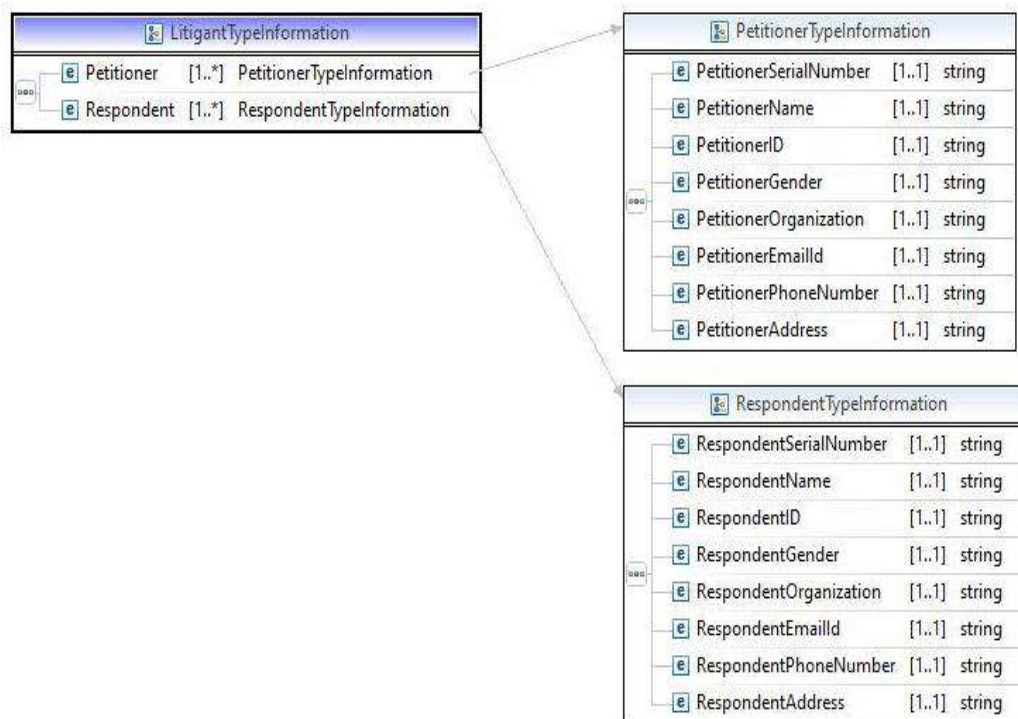 LitigantTypeInformation
e Petitioner [1..*] PetitionerTypeInformation
e Respondent [1..*] RespondentTypeInformation
PetitionerTypeInformation
e PetitionerSerialNumber [1..1] string
e PetitionerName [1..1] string
e PetitionerID [1..1] string
e PetitionerGender [1..1] string
e PetitionerOrganization [1..1] string
e PetitionerEmailId [1..1] string
e PetitionerPhoneNumber [1..1] string
e PetitionerAddress [1..1] string
RespondentTypeInformation
e RespondentSerialNumber [1..1] string
e RespondentName [1..1] string
e RespondentID [1..1] string
e RespondentGender [1..1] string
e RespondentOrganization [1..1] string
e RespondentEmailId [1..1] string
e RespondentPhoneNumber [1..1] string
e RespondentAddress [1..1] string